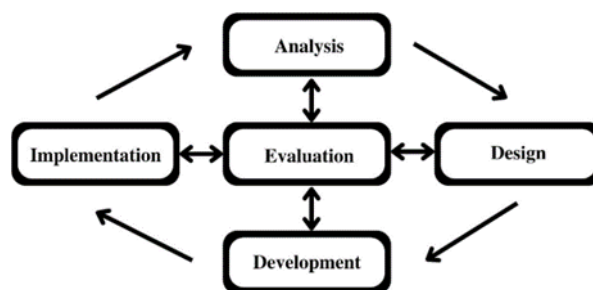 Analysis
Implementation
Evaluation
Design
Development